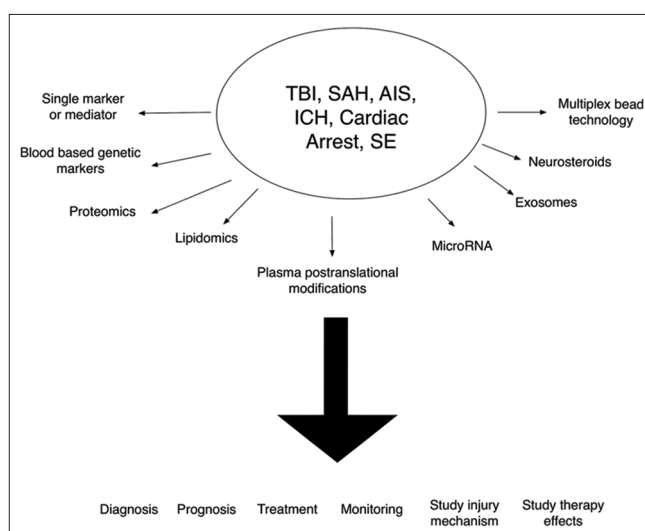 TBI, SAH, AIS,
ICH, Cardiac
Arrest, SE
Single marker
or mediator
Blood based genetic
markers
Proteomics
Lipidomics
Plasma postranslational
modifications
MicroRNA
Exosomes
Neurosteroids
Multiplex bead
technology
Diagnosis
Prognosis
Treatment
Monitoring
Study injury
mechanism
Study therapy
effects